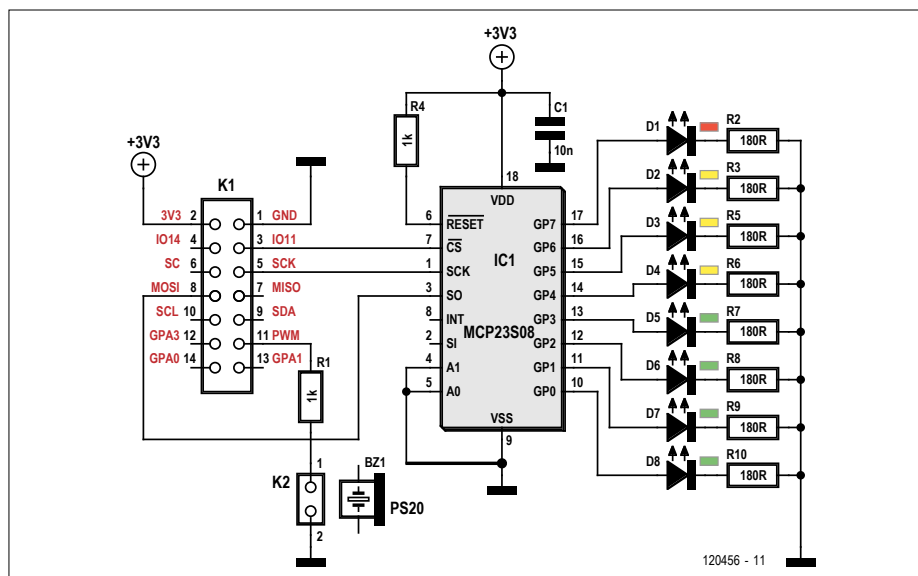 +3V3
R4
1k
C1
10n
+3V3
K1
3V3 2 1 GND
IO14 4 3 IO11
SC 6 5 SCK
MOSI 8 7 MISO
SCL 10 9 SDA
GPA3 12 11 PWM
GPA0 14 13 GPA1
R1
1k
K2
1
2
BZ1
PS20
18
VDD
6 RESET
7 CS
1 SCK
3 SO
8 INT
2 SI
4 A1
5 A0
IC1
MCP23S08
GP7 17
GP6 16
GP5 15
GP4 14
GP3 13
GP2 12
GP1 11
GP0 10
VSS
9
D1 R2
180R
D2 R3
180R
D3 R5
180R
D4 R6
180R
D5 R7
180R
D6 R8
180R
D7 R9
180R
D8 R10
180R
120456 - 11